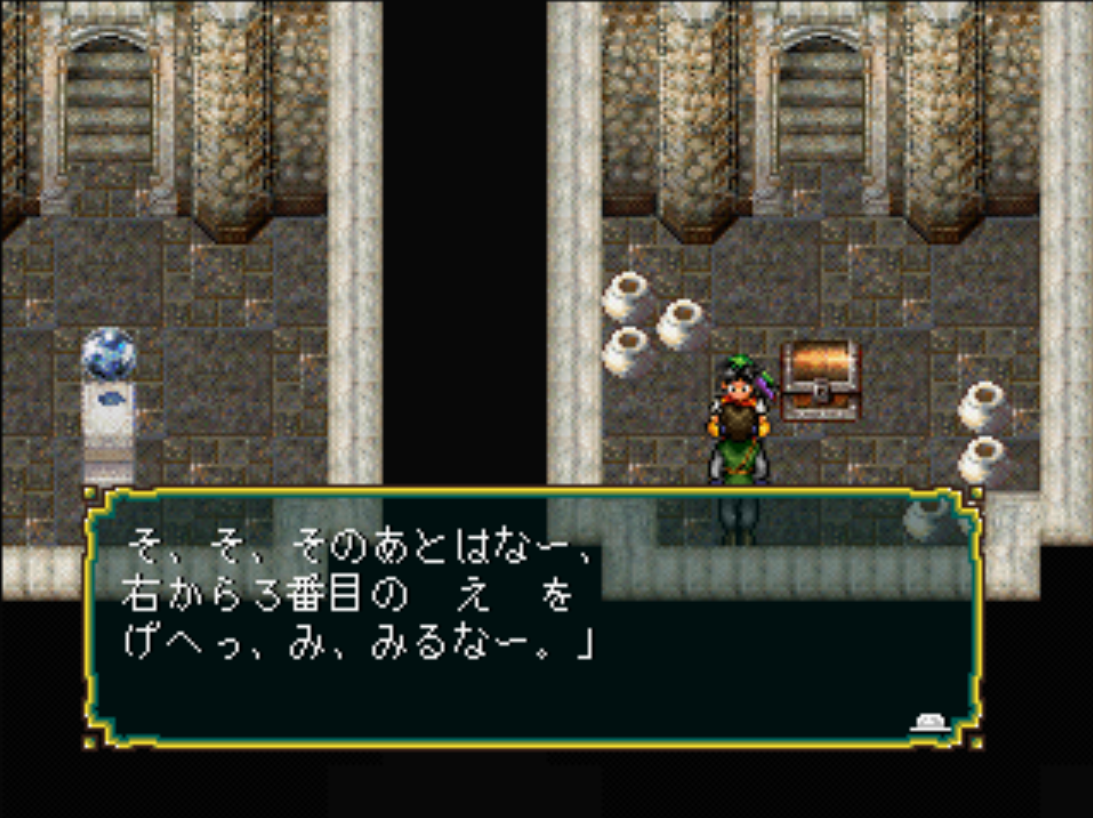 そ、そ、そのあとはなー、
右から3番目の　え　を
げへっ、み、みるなー。」